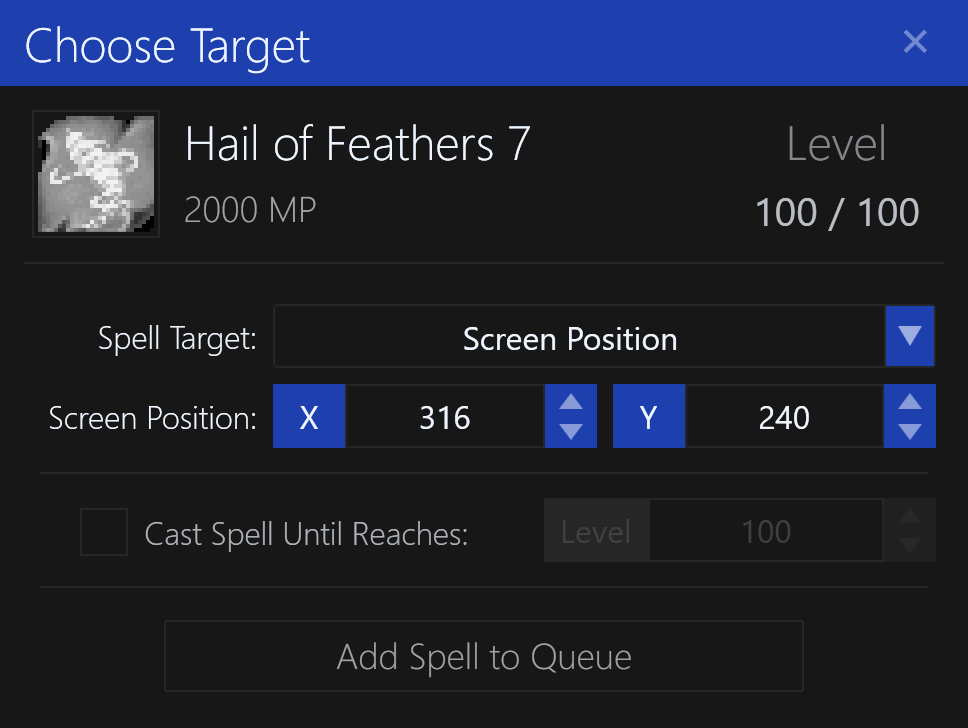 Choose Target
Hail of Feathers 7
Level
2000 MP
100 / 100
Spell Target: Screen Position
Screen Position: X 316 Y 240
Cast Spell Until Reaches: Level 100
Add Spell to Queue